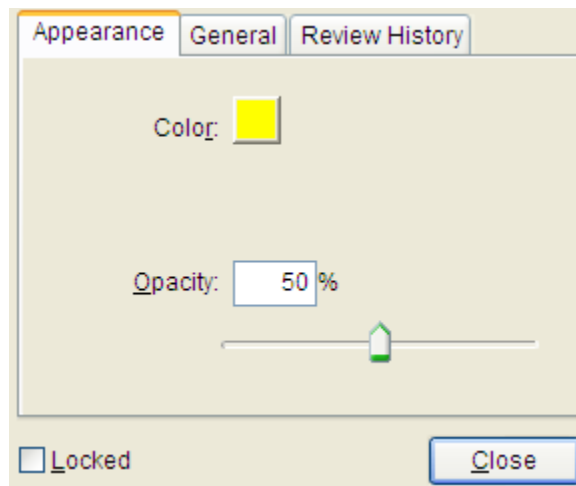 Appearance General Review History
Color:
Opacity: 50 %
Locked Close